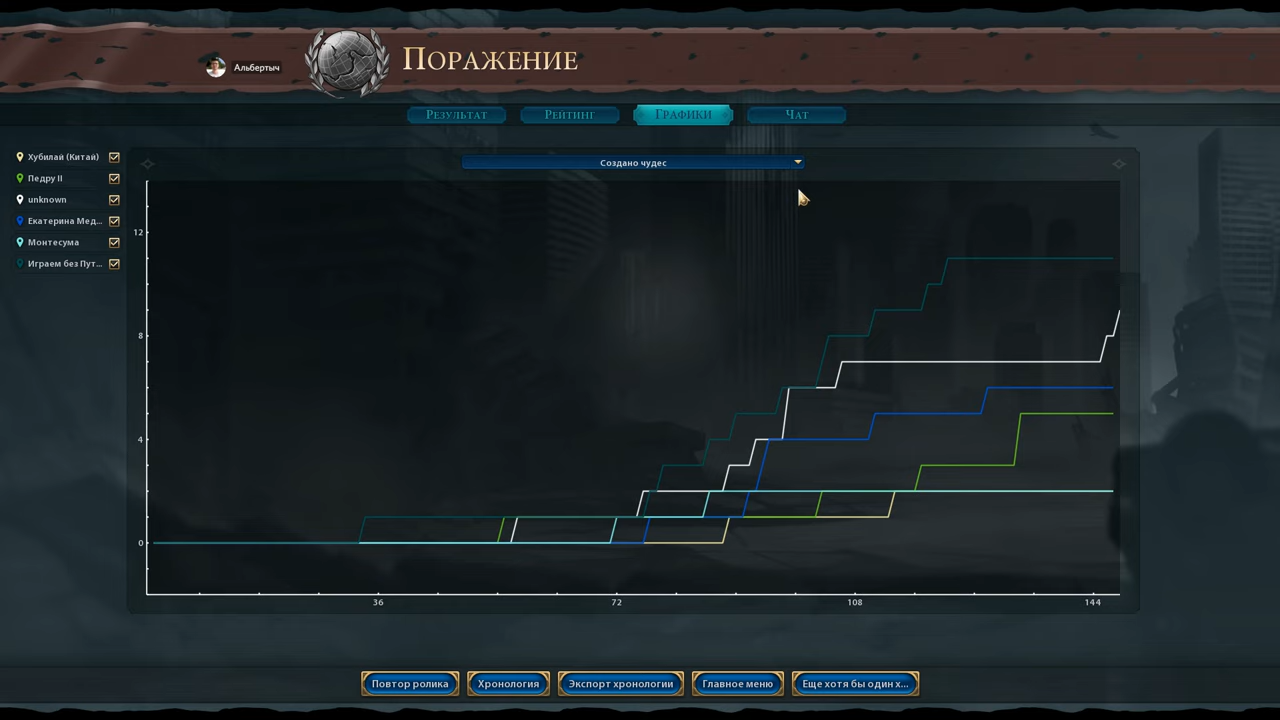 Альбертыч
Поражение
Результат
Рейтинг
Графики
Чат
Хубилай (Китай)
Педру II
unknown
Екатерина Мед...
Монтесума
Играем без Пут...
Создано чудес
12
8
4
0
36
72
108
144
Повтор ролика
Хронология
Экспорт хронологии
Главное меню
Еще хотя бы один х...